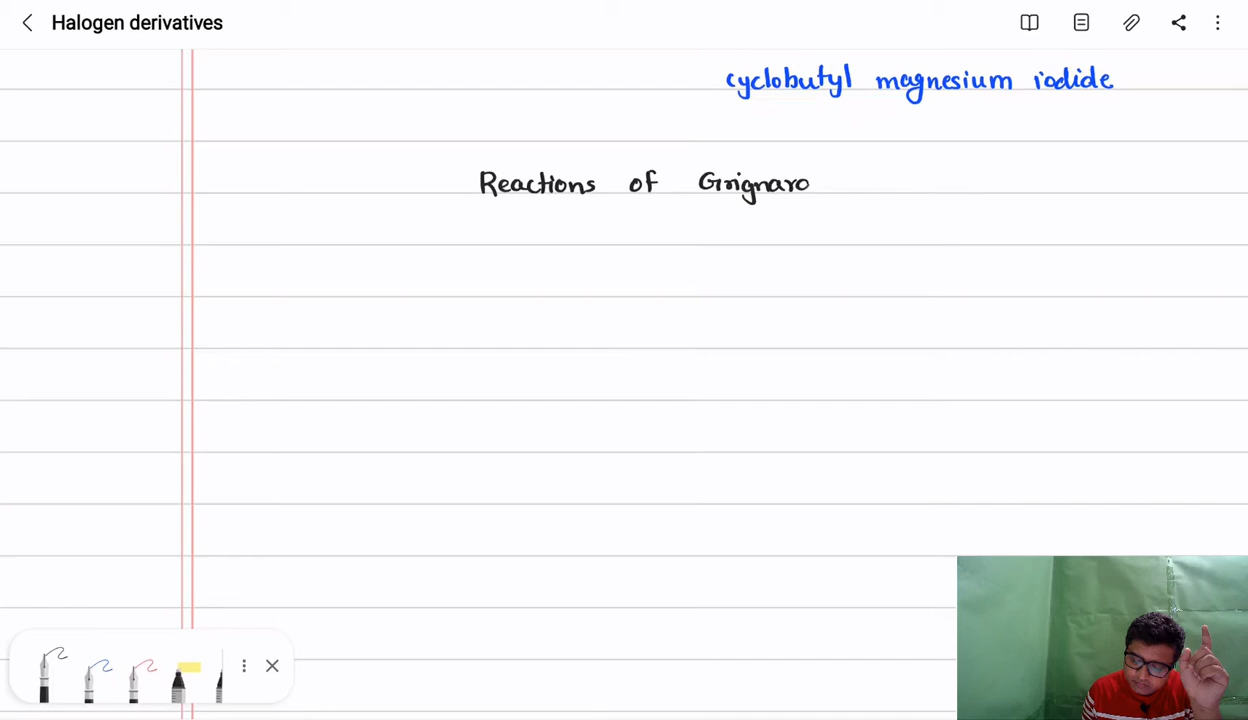 Halogen derivatives
cyclobutyl magnesium iodide
Reactions of Grignaro